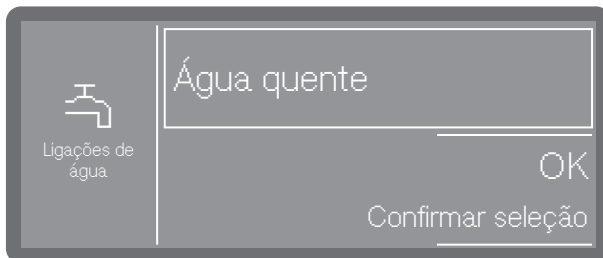 Ligações de
água
Água quente
OK
Confirmar seleção